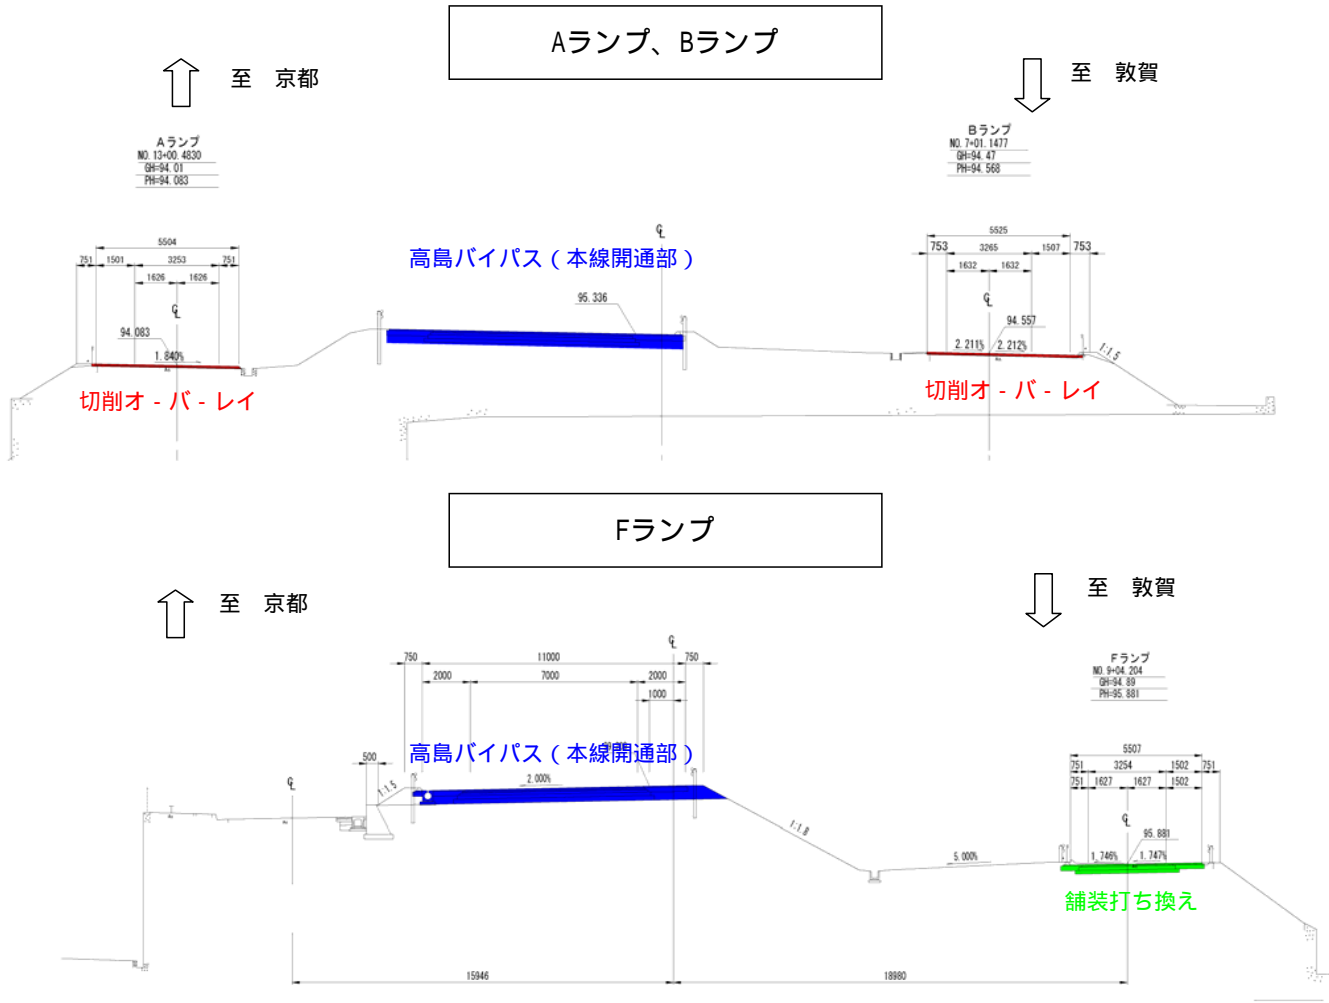 Aランプ、Bランプ
至　京都
至　敦賀
Aランプ
NO. 13+00. 4830
GH=94. 01
PH=94. 083
Bランプ
NO. 7+01. 1477
GH=94. 47
PH=94. 568
5504
751 1501 3253 751
1626 1626
94. 083
1. 840%
切削オ - バ - レイ
高島バイパス ( 本線開通部 )
95. 336
5525
753 3265 1507 753
1632 1632
94. 557
2. 211% 2. 212%
1:1.5
切削オ - バ - レイ
Fランプ
至　京都
至　敦賀
Fランプ
NO. 9+04. 204
GH=94. 89
PH=95. 881
750 11000 750
2000 7000 2000
1000
高島バイパス ( 本線開通部 )
500
1:1.5
2. 000%
1:1.8
5. 000%
5507
751 3254 1502 751
751 1627 1627 1502
95. 881
1. 746% 1. 747%
舗装打ち換え
15946 18980